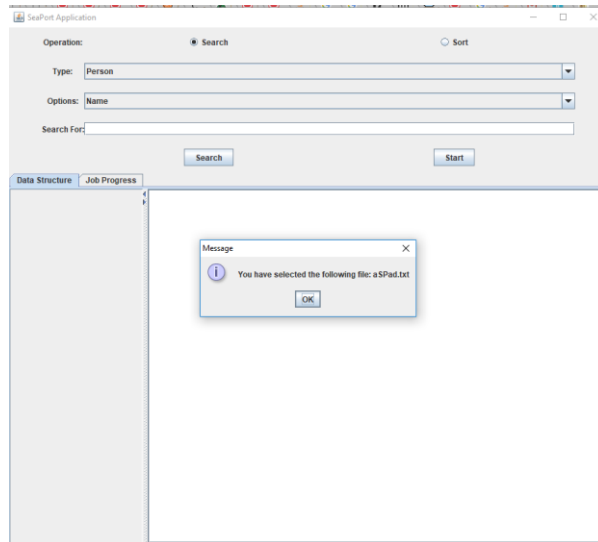 SeaPort Application
Operation: Search Sort
Type: Person
Options: Name
Search For:
Search Start
Data Structure Job Progress
Message
You have selected the following file: aSPad.txt
OK